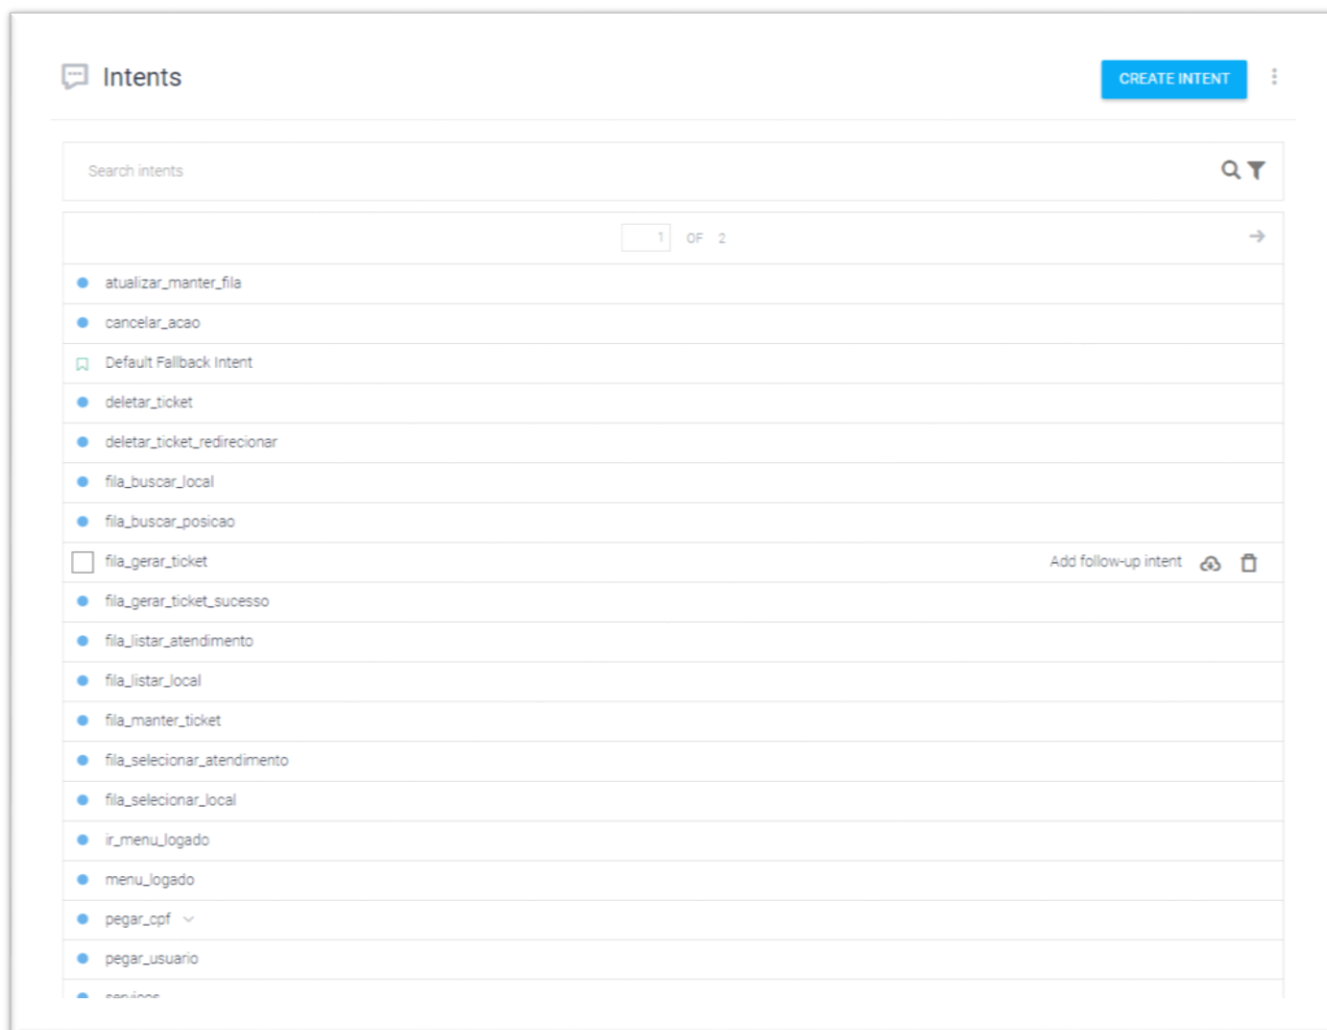 Intents
CREATE INTENT
Search intents
1 OF 2
atualizar_manter_fila
cancelar_acao
Default Fallback Intent
deletar_ticket
deletar_ticket_redirecionar
fila_buscar_local
fila_buscar_posicao
fila_gerar_ticket Add follow-up intent
fila_gerar_ticket_sucesso
fila_listar_atendimento
fila_listar_local
fila_manter_ticket
fila_selecionar_atendimento
fila_selecionar_local
ir_menu_logado
menu_logado
pegar_cpf
pegar_usuario